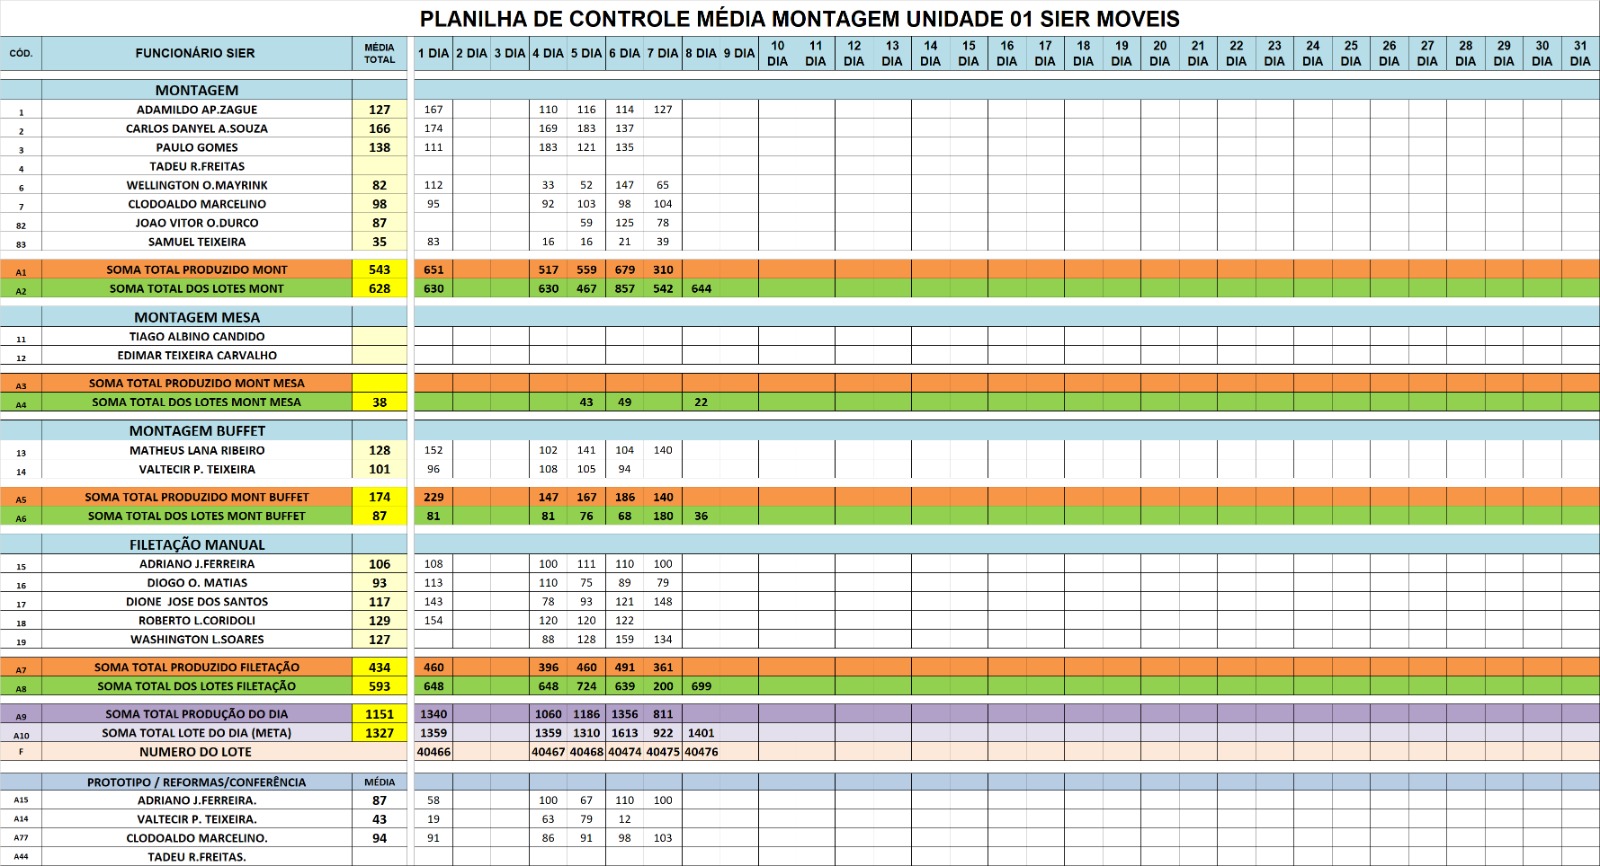 PLANILHA DE CONTROLE MÉDIA MONTAGEM UNIDADE 01 SIER MOVEIS
CÓD. FUNCIONÁRIO SIER MÉDIA TOTAL 1 DIA 2 DIA 3 DIA 4 DIA 5 DIA 6 DIA 7 DIA 8 DIA 9 DIA 10 DIA 11 DIA 12 DIA 13 DIA 14 DIA 15 DIA 16 DIA 17 DIA 18 DIA 19 DIA 20 DIA 21 DIA 22 DIA 23 DIA 24 DIA 25 DIA 26 DIA 27 DIA 28 DIA 29 DIA 30 DIA 31 DIA
MONTAGEM
1 ADAMILDO AP.ZAGUE 127 167 110 116 114 127
2 CARLOS DANYEL A.SOUZA 166 174 169 183 137
3 PAULO GOMES 138 111 183 121 135
4 TADEU R.FREITAS
6 WELLINGTON O.MAYRINK 82 112 33 52 147 65
7 CLODOALDO MARCELINO 98 95 92 103 98 104
82 JOAO VITOR O.DURCO 87 59 125 78
83 SAMUEL TEIXEIRA 35 83 16 16 21 39
A1 SOMA TOTAL PRODUZIDO MONT 543 651 517 559 679 310
A2 SOMA TOTAL DOS LOTES MONT 628 630 630 467 857 542 644
MONTAGEM MESA
11 TIAGO ALBINO CANDIDO
12 EDIMAR TEIXEIRA CARVALHO
A3 SOMA TOTAL PRODUZIDO MONT MESA
A4 SOMA TOTAL DOS LOTES MONT MESA 38 43 49 22
MONTAGEM BUFFET
13 MATHEUS LANA RIBEIRO 128 152 102 141 104 140
14 VALTECIR P. TEIXEIRA 101 96 108 105 94
A5 SOMA TOTAL PRODUZIDO MONT BUFFET 174 229 147 167 186 140
A6 SOMA TOTAL DOS LOTES MONT BUFFET 87 81 81 76 68 180 36
FILETAÇÃO MANUAL
15 ADRIANO J.FERREIRA 106 108 100 111 110 100
16 DIOGO O. MATIAS 93 113 110 75 89 79
17 DIONE JOSE DOS SANTOS 117 143 78 93 121 148
18 ROBERTO L.CORIDOLI 129 154 120 120 122
19 WASHINGTON L.SOARES 127 88 128 159 134
A7 SOMA TOTAL PRODUZIDO FILETAÇÃO 434 460 396 460 491 361
A8 SOMA TOTAL DOS LOTES FILETAÇÃO 593 648 648 724 639 200 699
A9 SOMA TOTAL PRODUÇÃO DO DIA 1151 1340 1060 1186 1356 811
A10 SOMA TOTAL LOTE DO DIA (META) 1327 1359 1359 1310 1613 922 1401
F NUMERO DO LOTE 40466 40467 40468 40474 40475 40476
PROTOTIPO / REFORMAS/CONFERÊNCIA MÉDIA
A15 ADRIANO J.FERREIRA. 87 58 100 67 110 100
A14 VALTECIR P. TEIXEIRA. 43 19 63 79 12
A77 CLODOALDO MARCELINO. 94 91 86 91 98 103
A44 TADEU R.FREITAS.